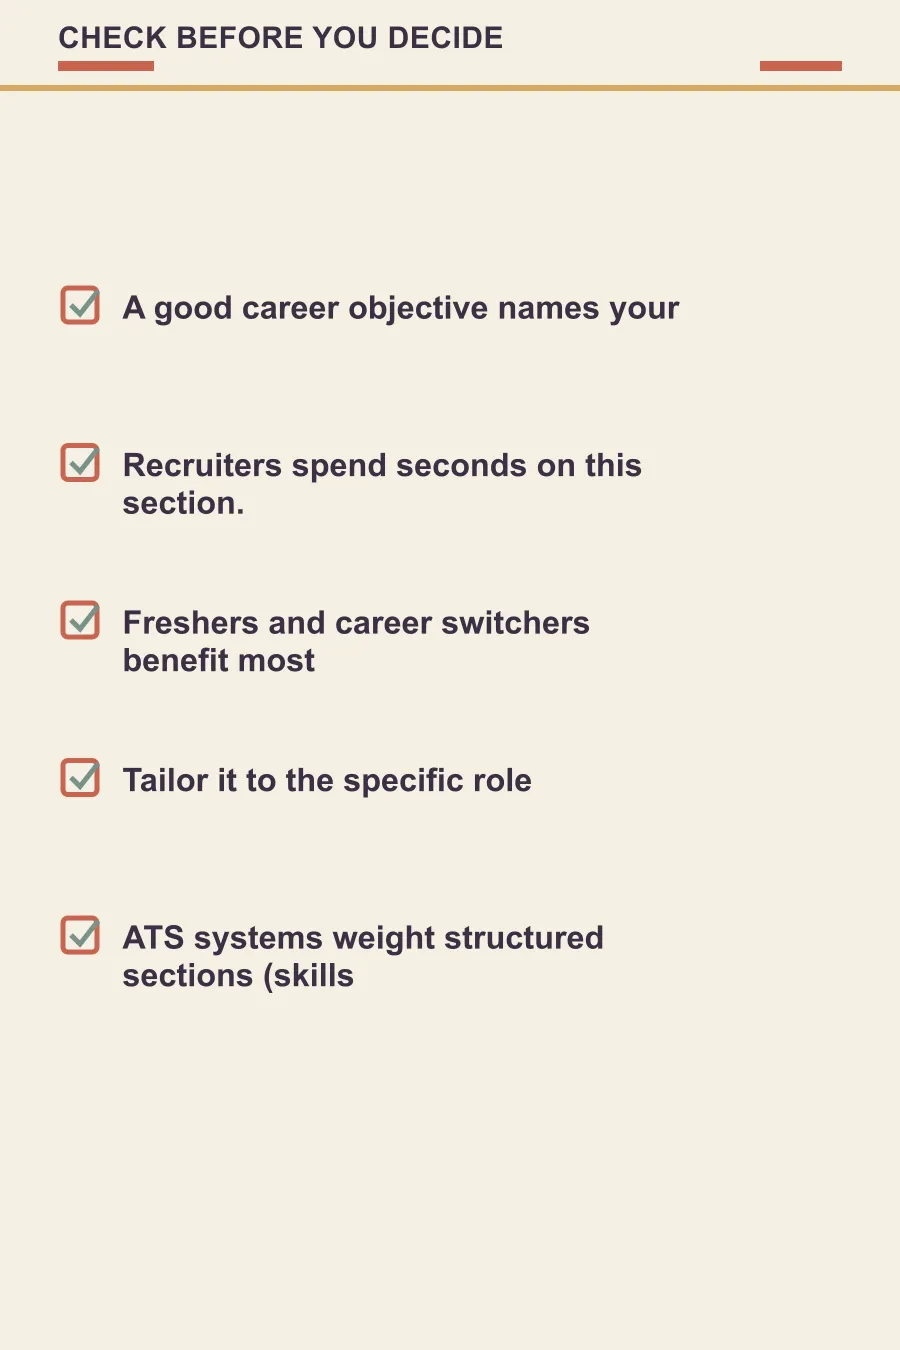 CHECK BEFORE YOU DECIDE
A good career objective names your
Recruiters spend seconds on this
section.
Freshers and career switchers
benefit most
Tailor it to the specific role
ATS systems weight structured
sections (skills